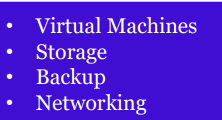 • Virtual Machines
• Storage
• Backup
• Networking